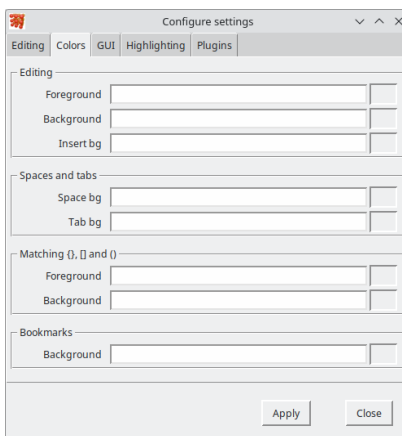 Configure settings
Editing Colors GUI Highlighting Plugins
Editing
Foreground
Background
Insert bg
Spaces and tabs
Space bg
Tab bg
Matching {}, [] and ()
Foreground
Background
Bookmarks
Background
Apply Close